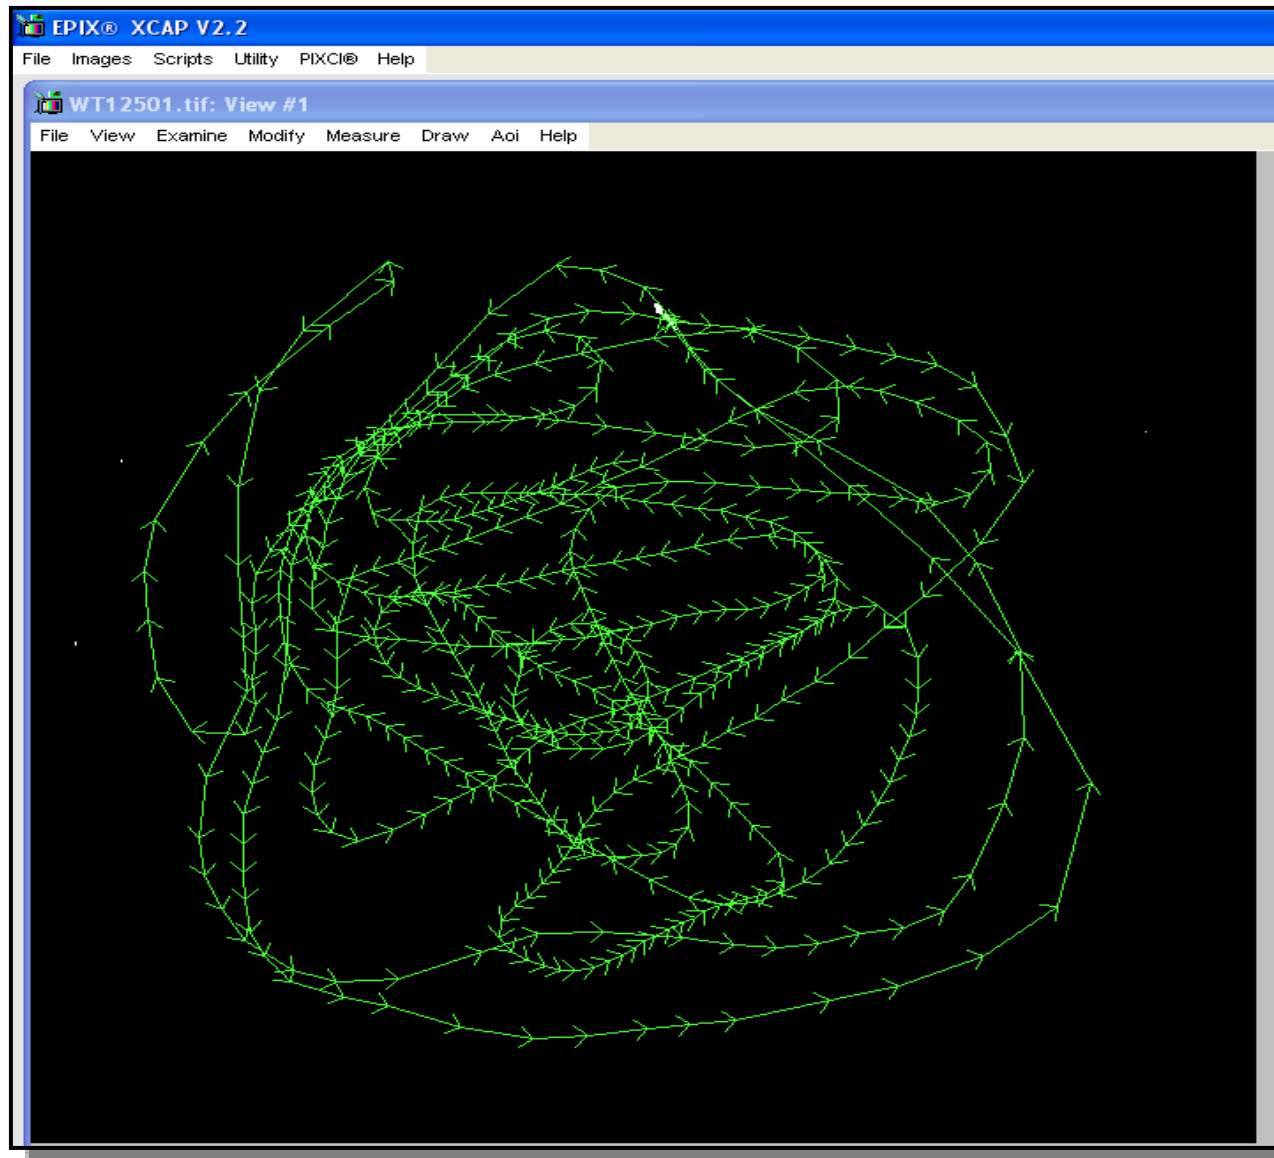 EPIX® XCAP V2.2
File Images Scripts Utility PIXCI® Help
WT12501.tif: View #1
File View Examine Modify Measure Draw Aoi Help